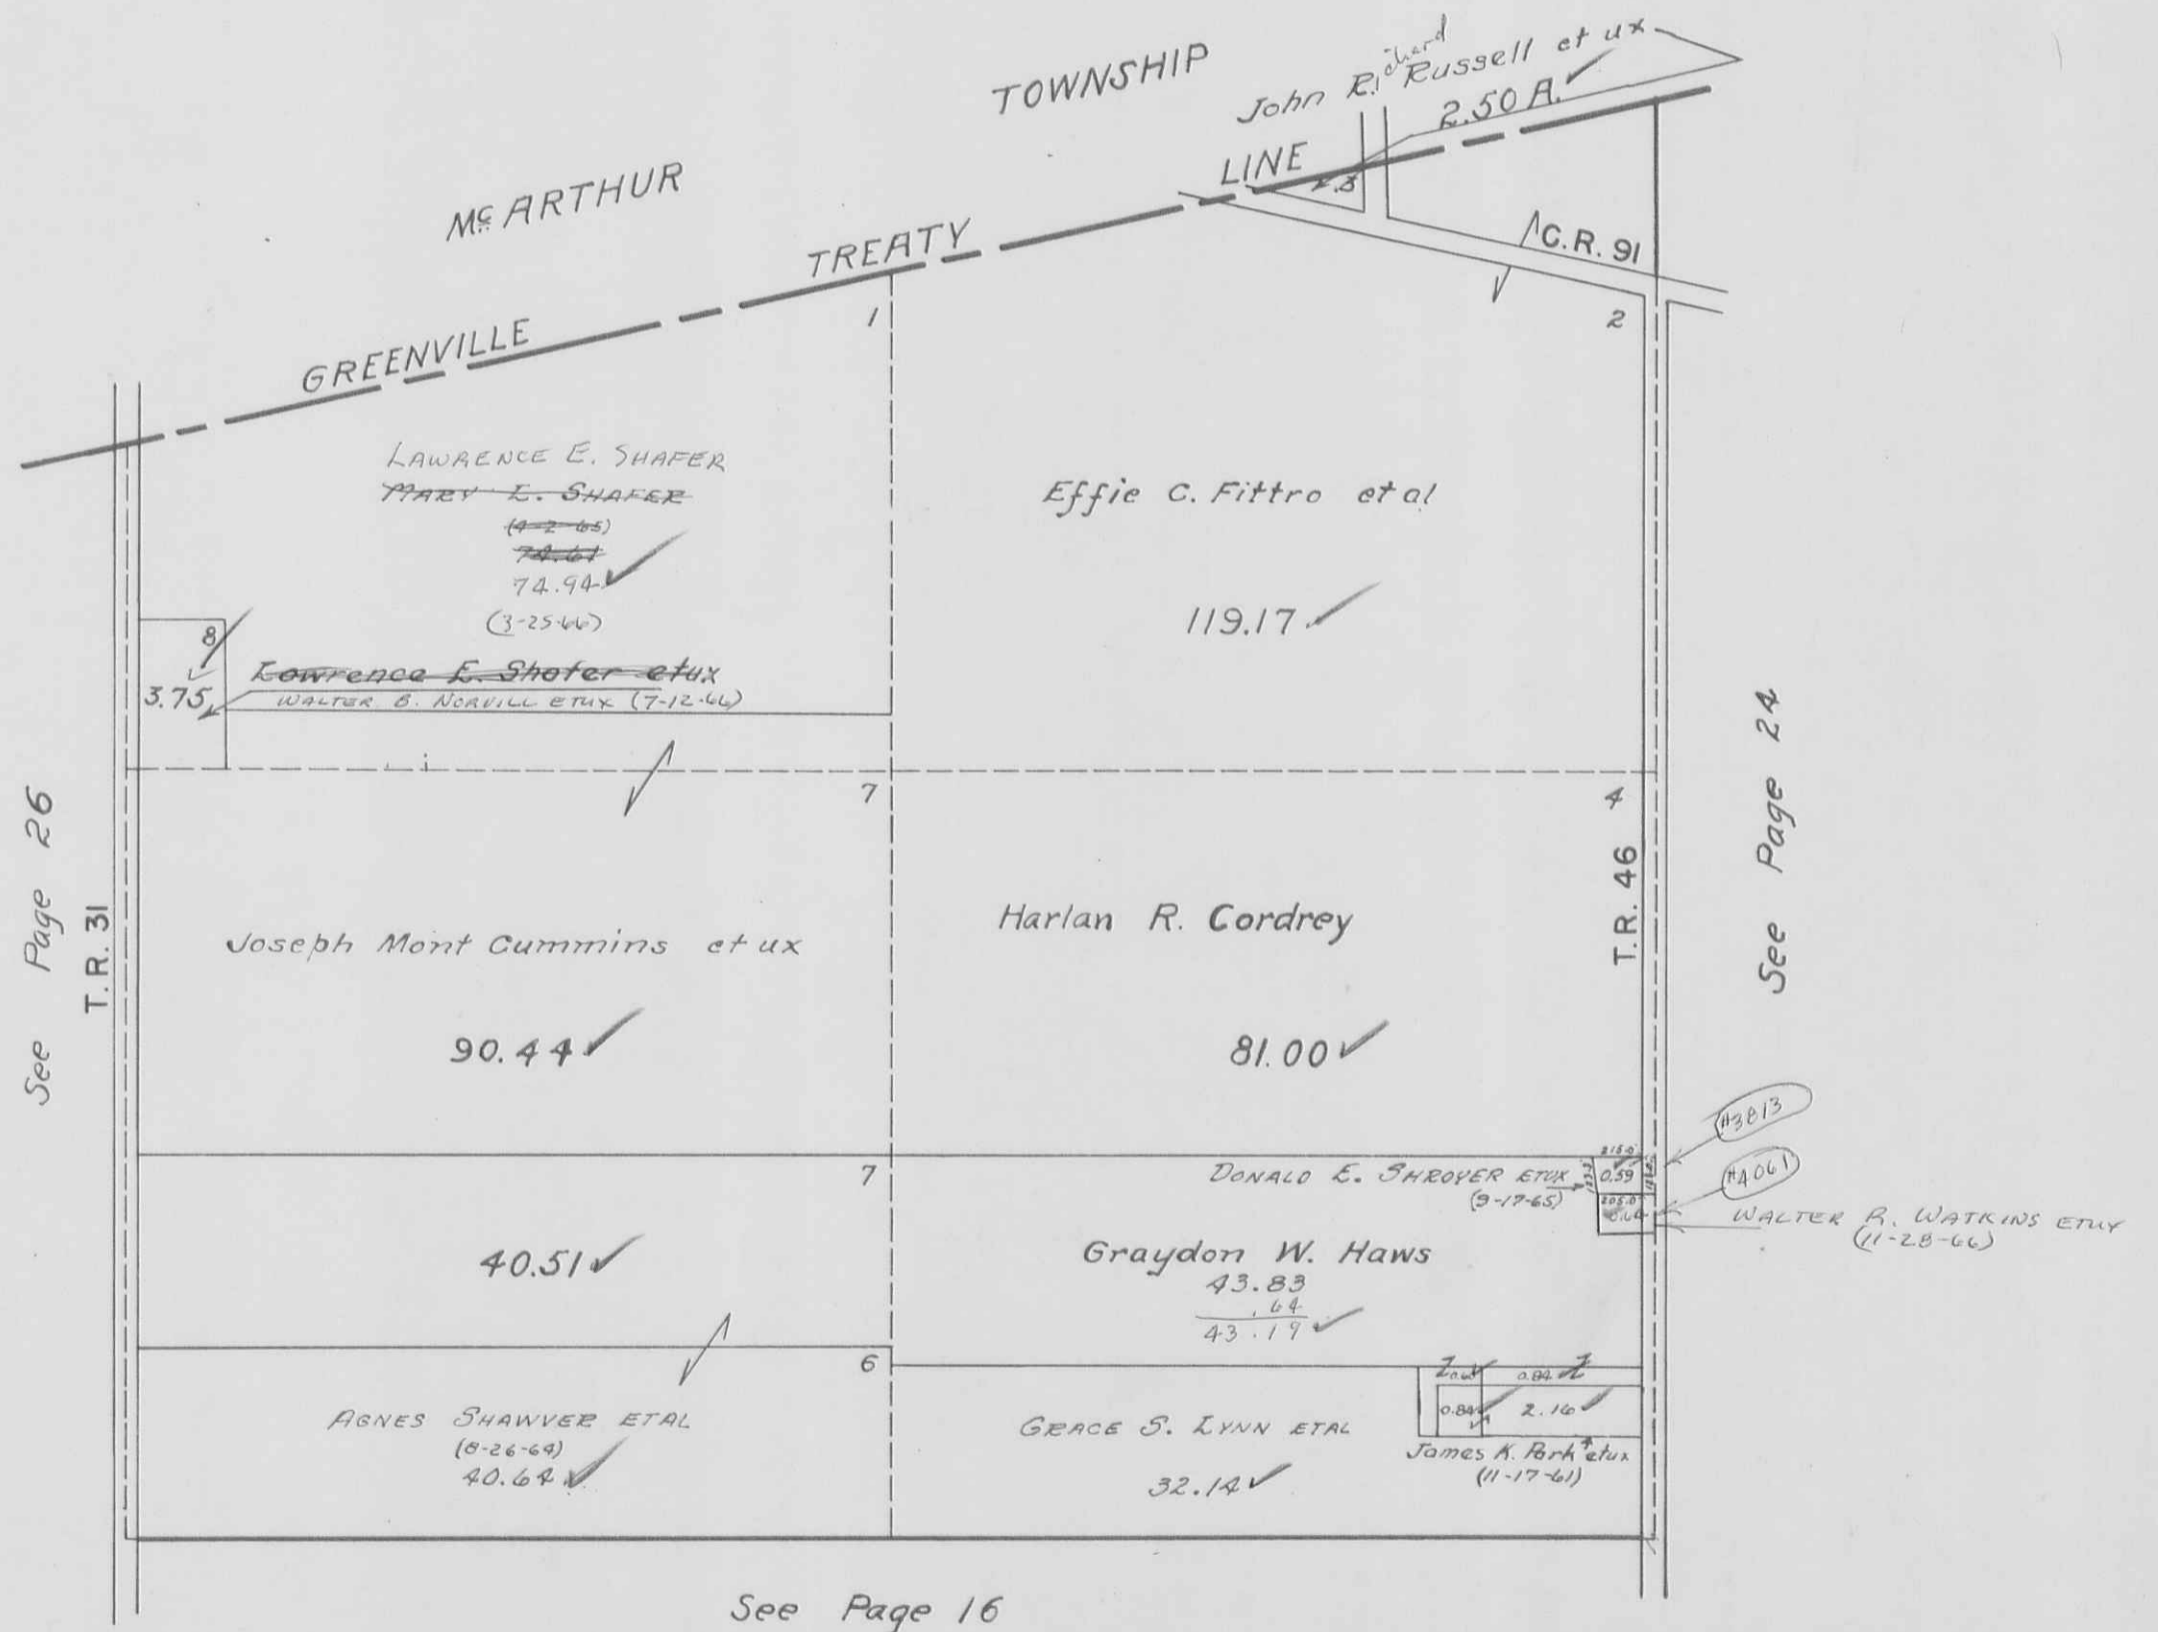 TOWNSHIP
McARTHUR
John Richard Russell et ux
2.50 A.
GREENVILLE TREATY LINE
C.R. 91
1
2
LAWRENCE E. SHAFER
MARY E. SHAFER
(4-2-65)
74.61
74.94
(3-25-66)
Effie C. Fittro et al
119.17
8
3.75
Lawrence E. Shafer etux
WALTER B. NORVILL ETUX (7-12-66)
See Page 26
T.R. 31
7
4
T.R. 46
See Page 24
Joseph Mont Cummins et ux
90.44
Harlan R. Cordrey
81.00
#3813
#4061
7
DONALD E. SHROYER ETUX
(9-17-65)
215.0
0.59
205.0
WALTER R. WATKINS ETUX
(11-28-66)
40.51
Graydon W. Haws
43.83
.64
43.19
6
0.84
0.84
2.16
James K. Park etux
(11-17-61)
AGNES SHAWVER ETAL
(8-26-64)
40.64
GRACE S. LYNN ETAL
32.14
See Page 16